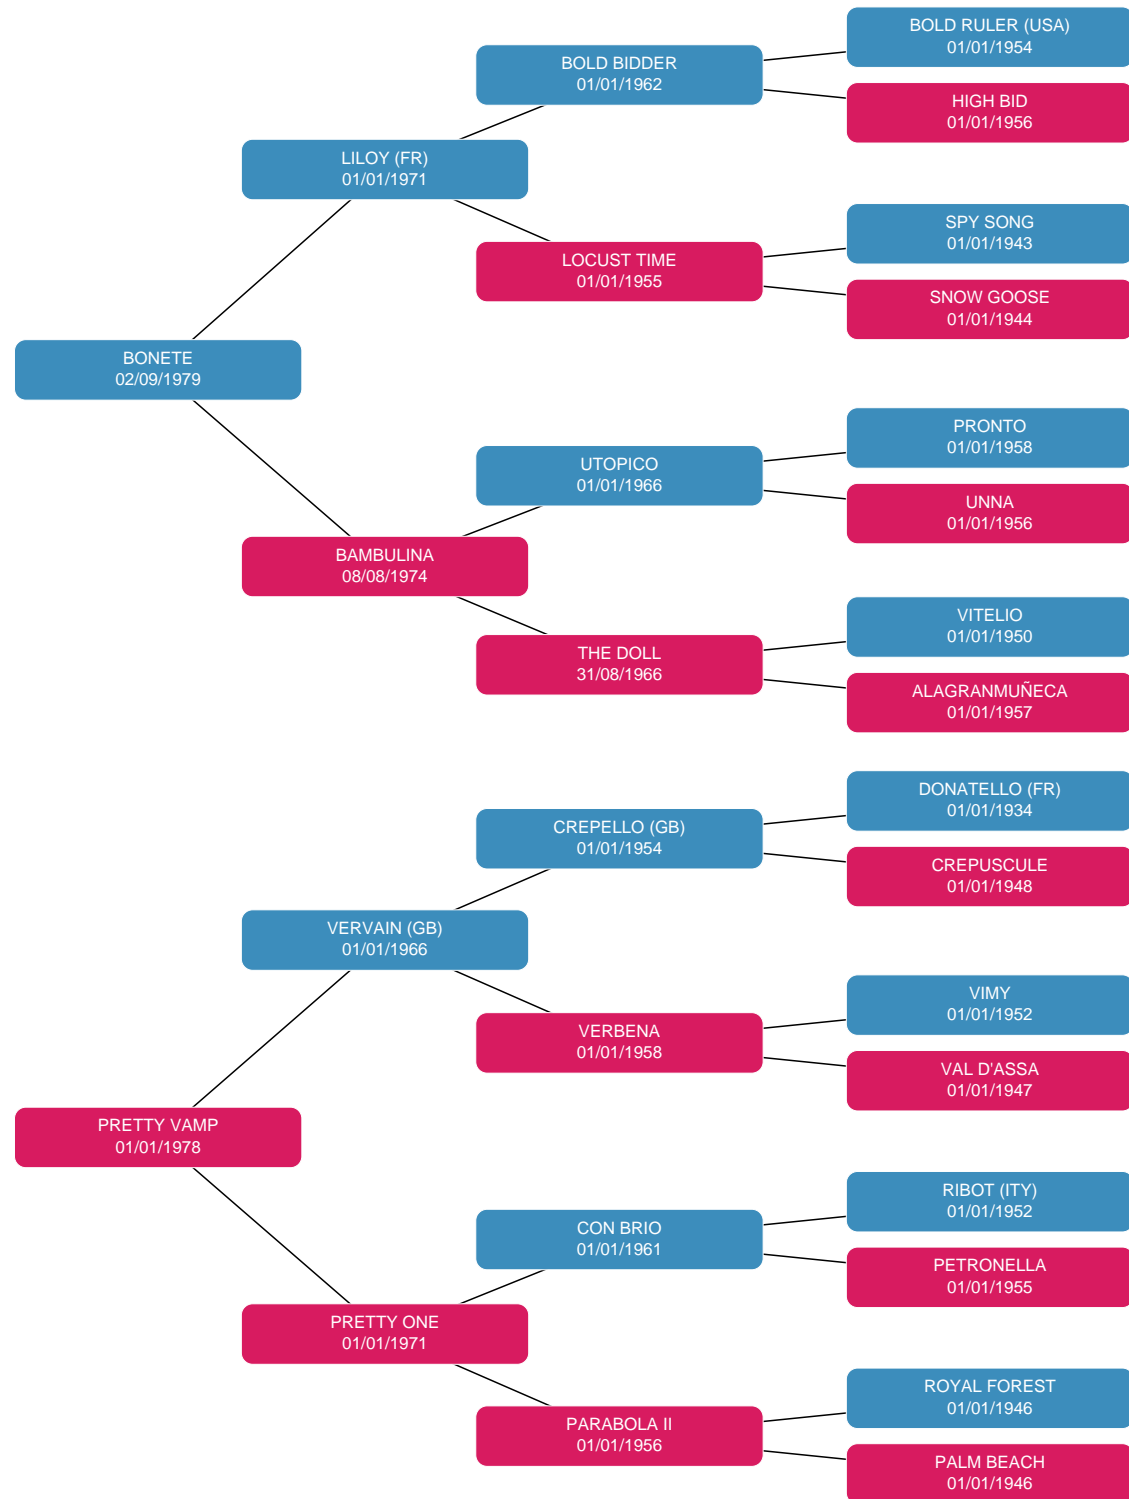 BOLD RULER (USA)
01/01/1954
BOLD BIDDER
01/01/1962
HIGH BID
01/01/1956
LILOY (FR)
01/01/1971
SPY SONG
01/01/1943
LOCUST TIME
01/01/1955
SNOW GOOSE
01/01/1944
BONETE
02/09/1979
PRONTO
01/01/1958
UTOPICO
01/01/1966
UNNA
01/01/1956
BAMBULINA
08/08/1974
VITELIO
01/01/1950
THE DOLL
31/08/1966
ALAGRANMUÑECA
01/01/1957
DONATELLO (FR)
01/01/1934
CREPELLO (GB)
01/01/1954
CREPUSCULE
01/01/1948
VERVAIN (GB)
01/01/1966
VIMY
01/01/1952
VERBENA
01/01/1958
VAL D'ASSA
01/01/1947
PRETTY VAMP
01/01/1978
RIBOT (ITY)
01/01/1952
CON BRIO
01/01/1961
PETRONELLA
01/01/1955
PRETTY ONE
01/01/1971
ROYAL FOREST
01/01/1946
PARABOLA II
01/01/1956
PALM BEACH
01/01/1946